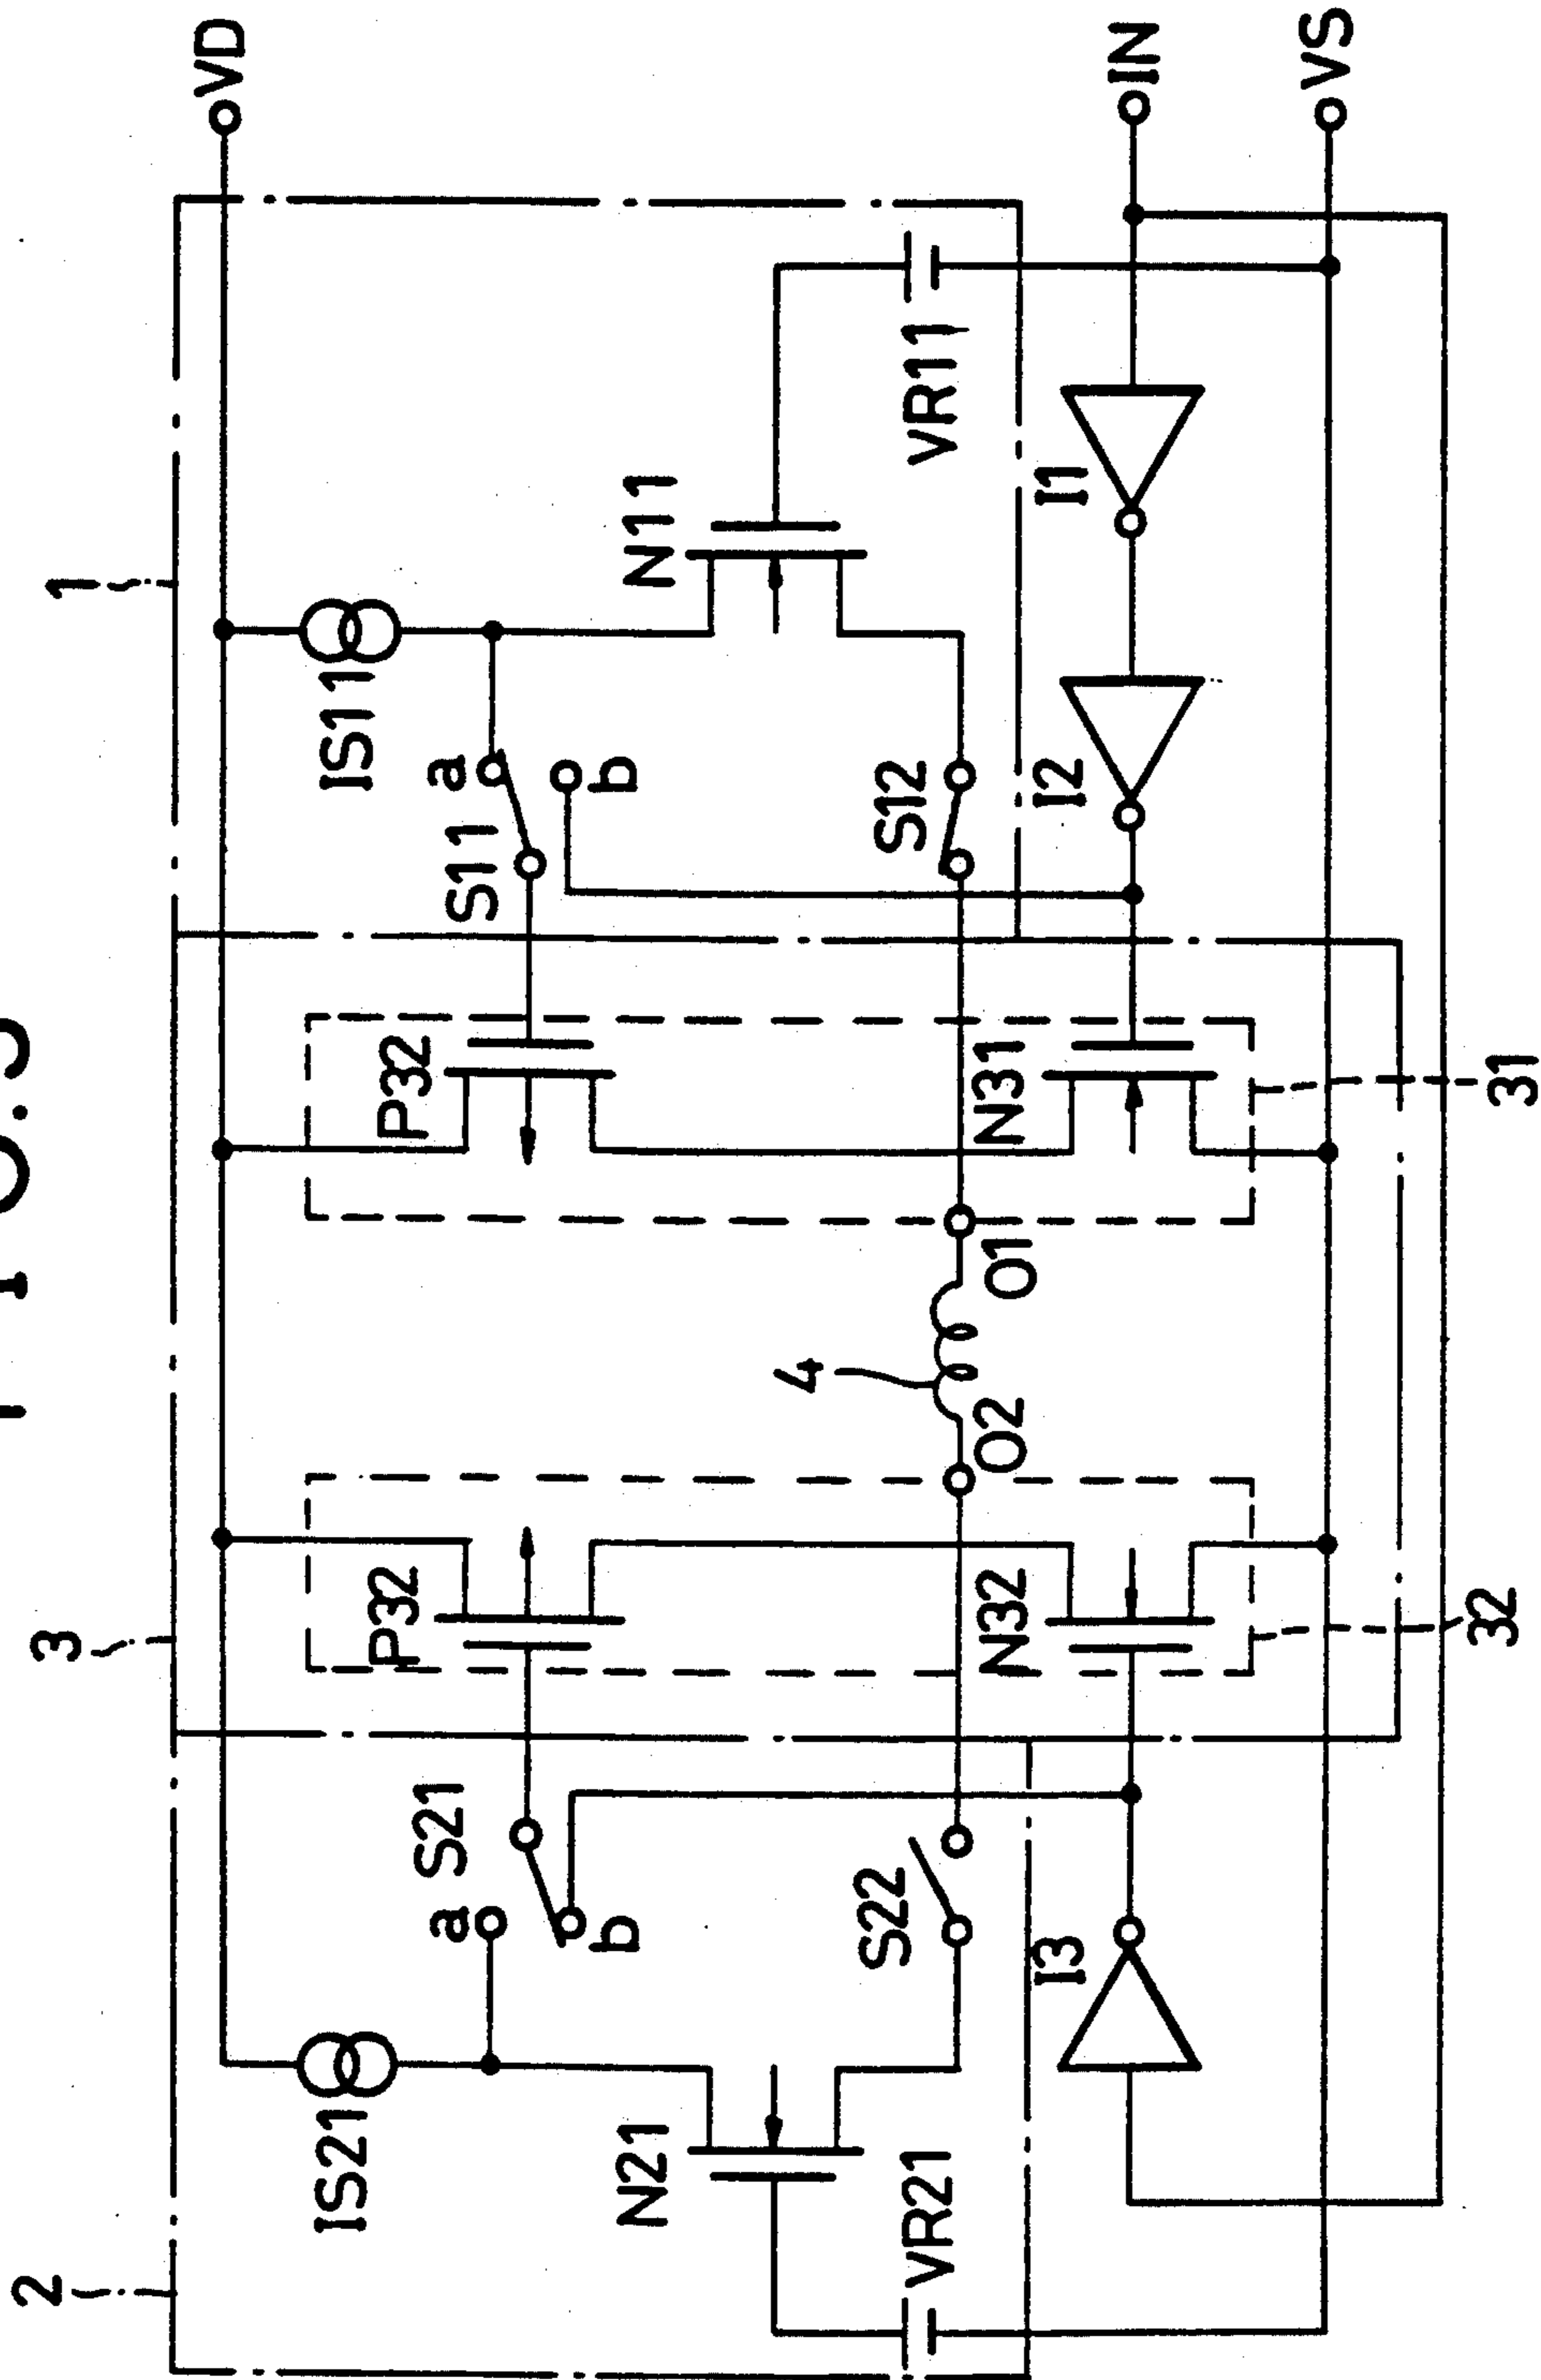 VD
IN
VS
1
IS11
N11
VR11
a
b
S11
S12
I1
I2
P32
N31
31
O1
4
O2
3
P32
N32
32
S21
a
b
S22
I3
IS21
N21
VR21
2